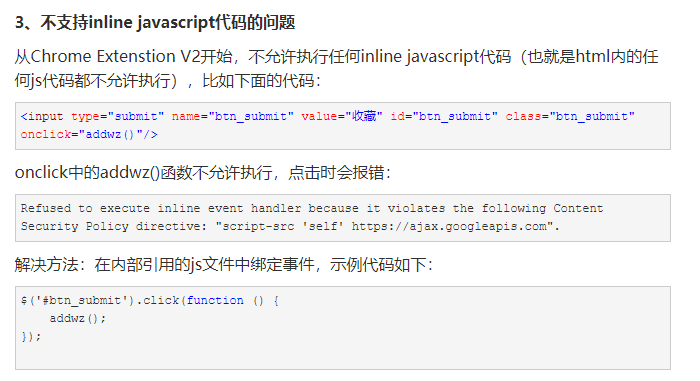 3、不支持inline javascript代码的问题
从Chrome Extenstion V2开始，不允许执行任何inline javascript代码（也就是html内的任
何js代码都不允许执行），比如下面的代码：
<input type="submit" name="btn_submit" value="收藏" id="btn_submit" class="btn_submit"
onclick="addwz()"/>
onclick中的addwz()函数不允许执行，点击时会报错：
Refused to execute inline event handler because it violates the following Content
Security Policy directive: "script-src 'self' https://ajax.googleapis.com".
解决方法：在内部引用的js文件中绑定事件，示例代码如下：
$('#btn_submit').click(function () {
    addwz();
});